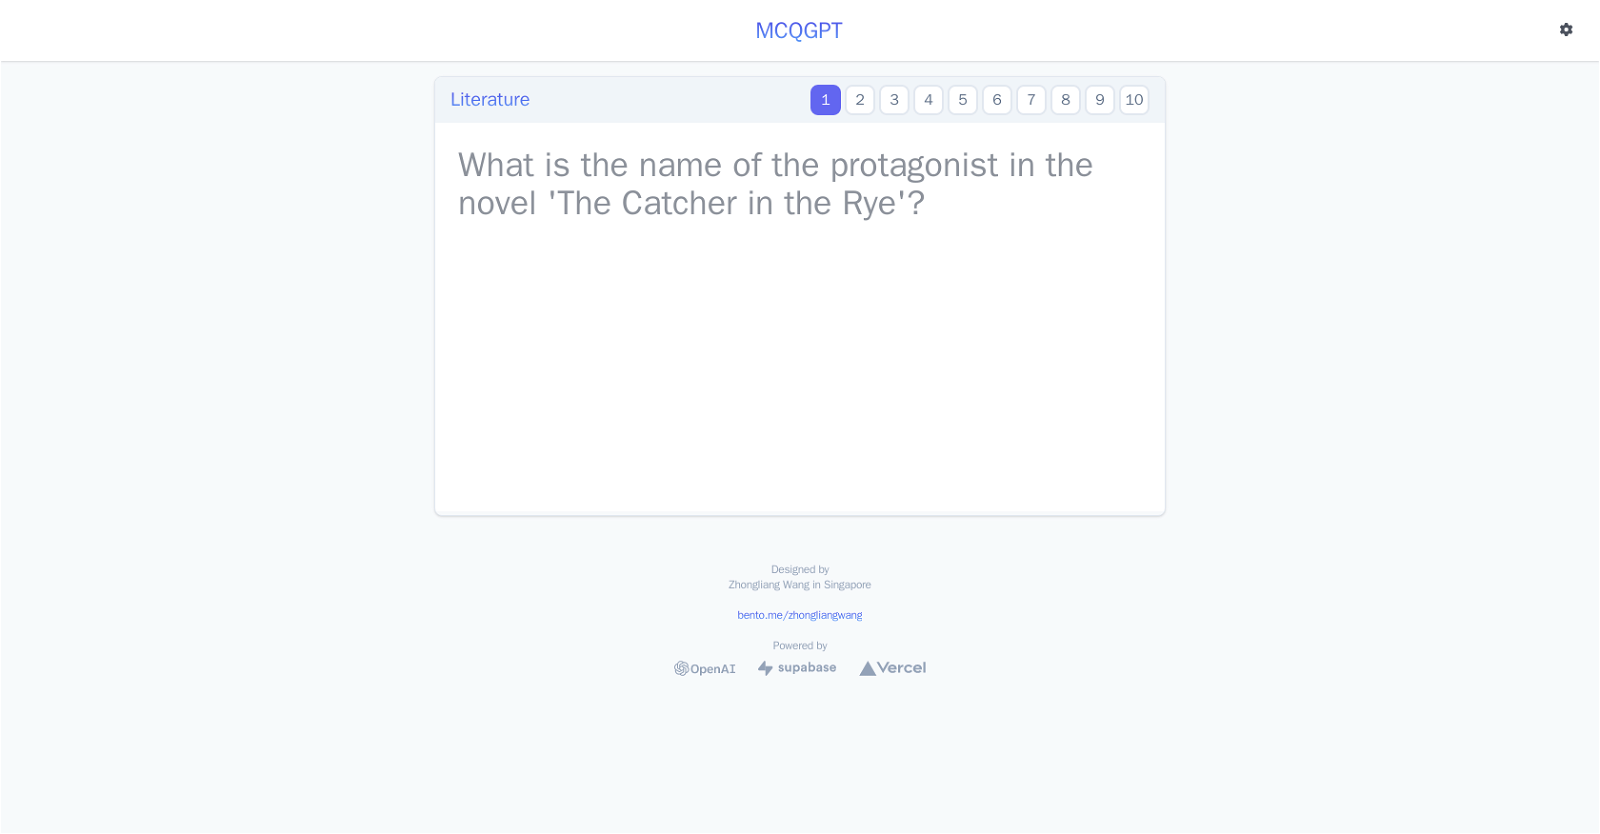 MCQGPT
Literature
1 2 3 4 5 6 7 8 9 10
What is the name of the protagonist in the
novel 'The Catcher in the Rye'?
Designed by
Zhongliang Wang in Singapore
bento.me/zhongliangwang
Powered by
OpenAI supabase Vercel